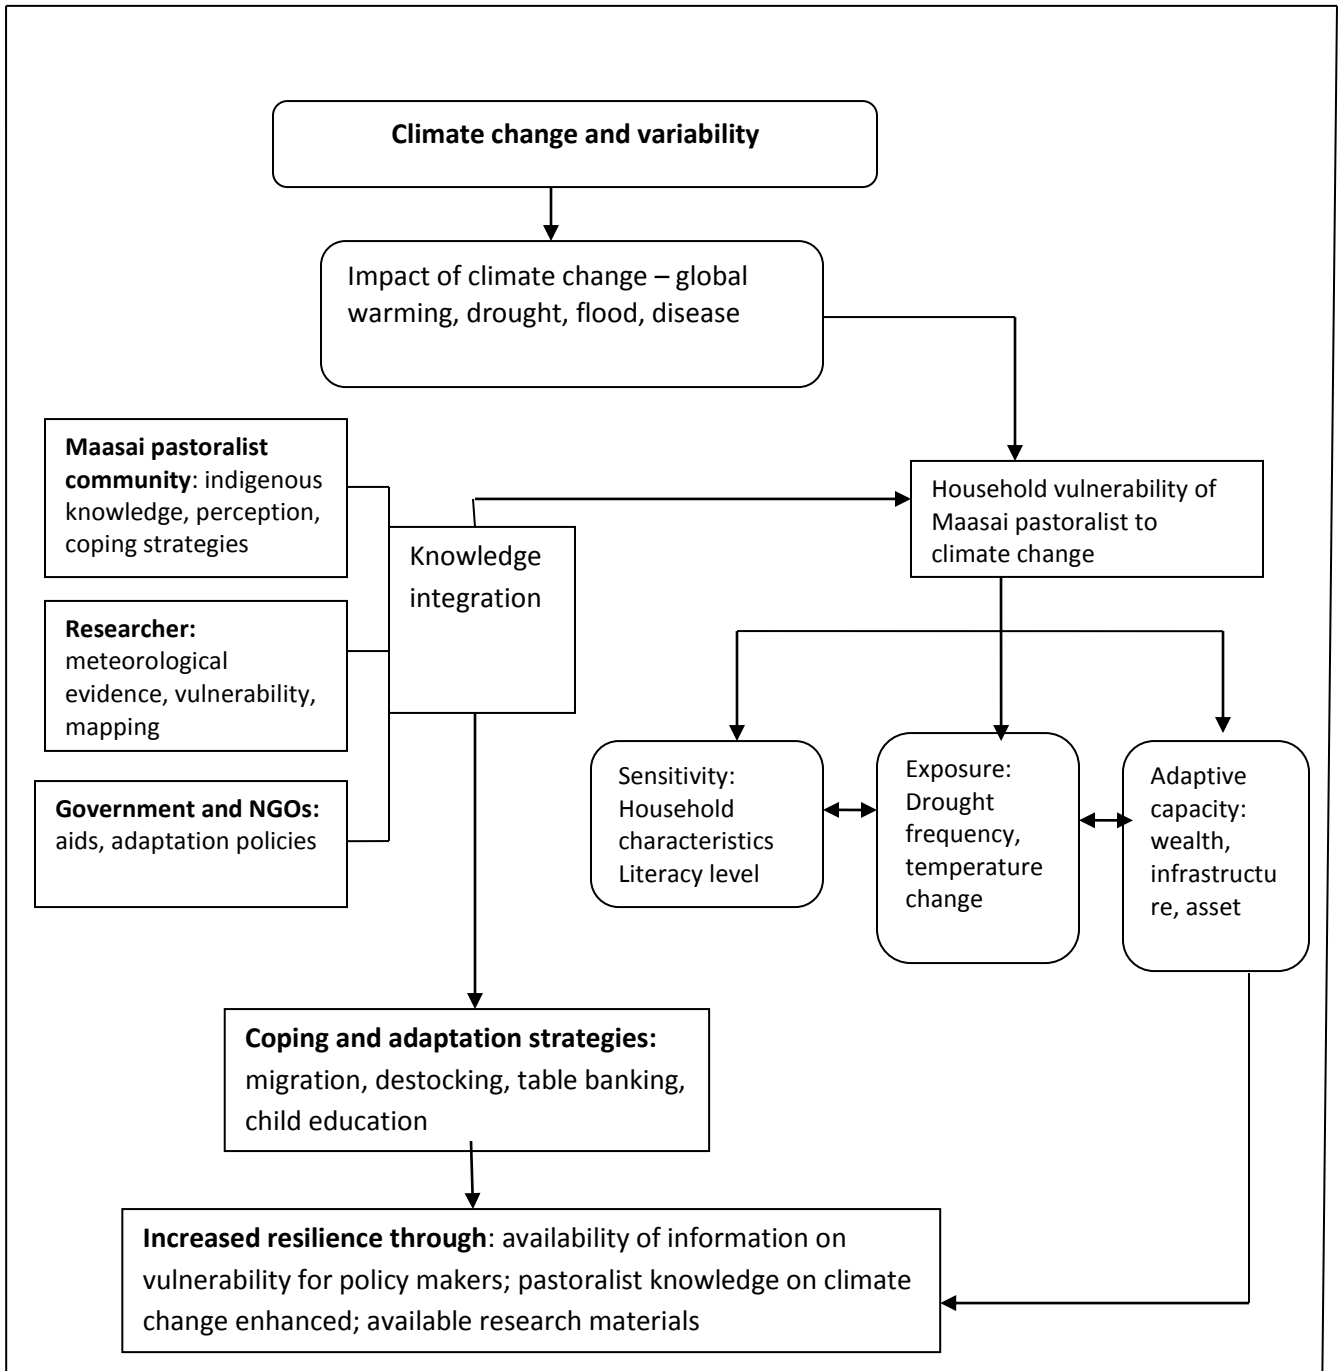 Climate change and variability
Impact of climate change – global
warming, drought, flood, disease
Maasai pastoralist
community: indigenous
knowledge, perception,
coping strategies
Knowledge
integration
Household vulnerability of
Maasai pastoralist to
climate change
Researcher:
meteorological
evidence, vulnerability,
mapping
Government and NGOs:
aids, adaptation policies
Sensitivity:
Household
characteristics
Literacy level
Exposure:
Drought
frequency,
temperature
change
Adaptive
capacity:
wealth,
infrastructu
re, asset
Coping and adaptation strategies:
migration, destocking, table banking,
child education
Increased resilience through: availability of information on
vulnerability for policy makers; pastoralist knowledge on climate
change enhanced; available research materials